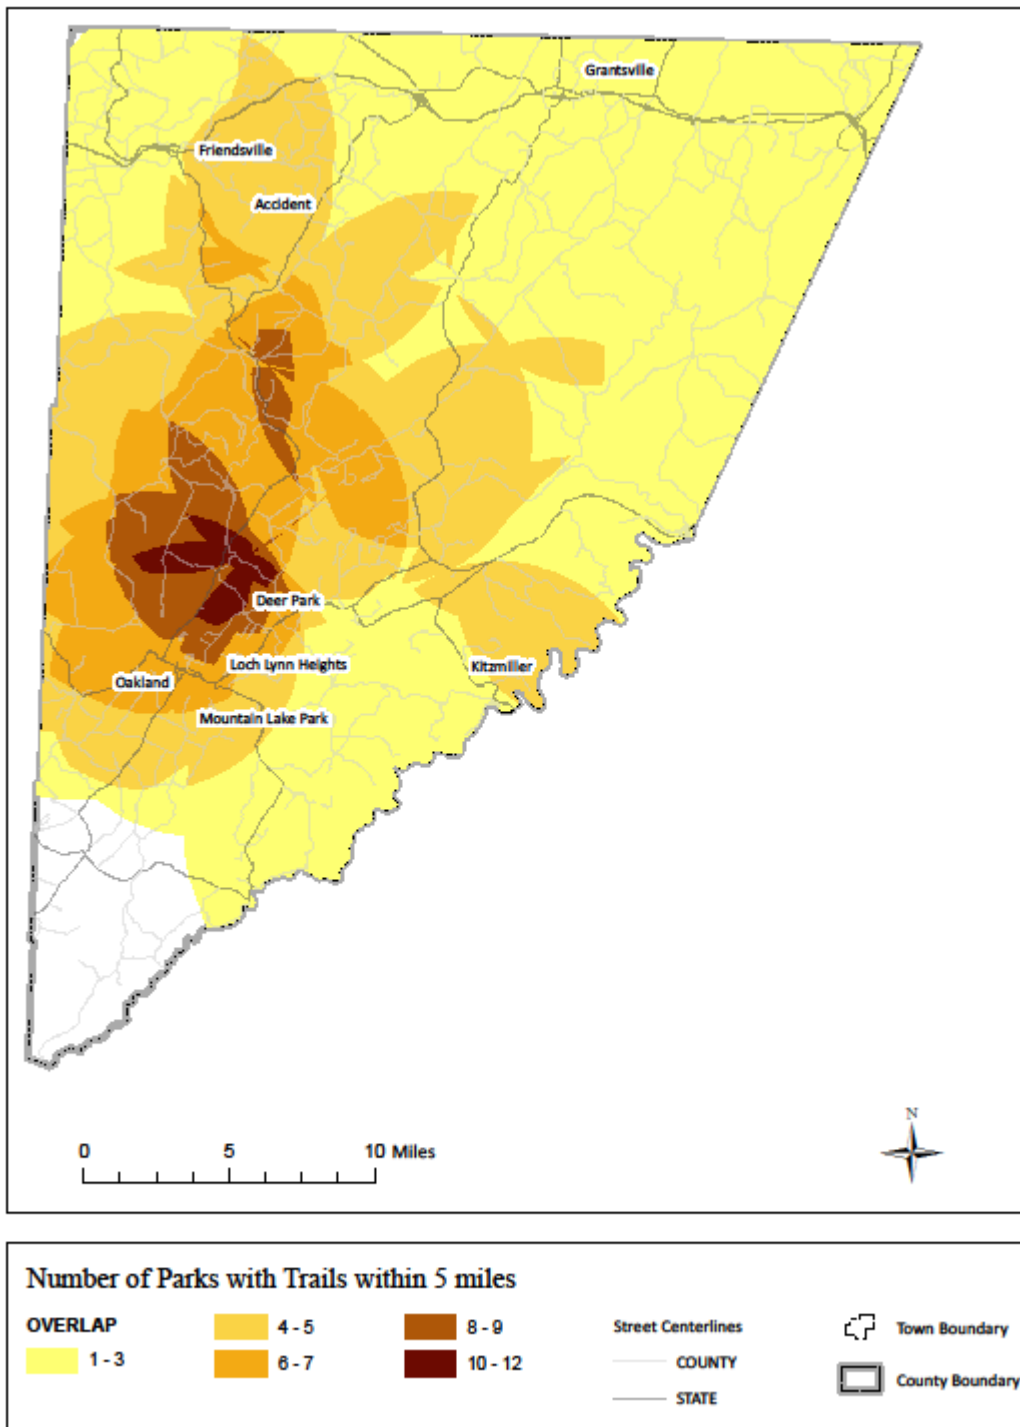 Grantsville
Friendsville
Accident
Deer Park
Loch Lynn Heights
Kitzmiller
Oakland
Mountain Lake Park
N
0 5 10 Miles
Number of Parks with Trails within 5 miles
OVERLAP
1 - 3
4 - 5
6 - 7
8 - 9
10 - 12
Street Centerlines
COUNTY
STATE
Town Boundary
County Boundary